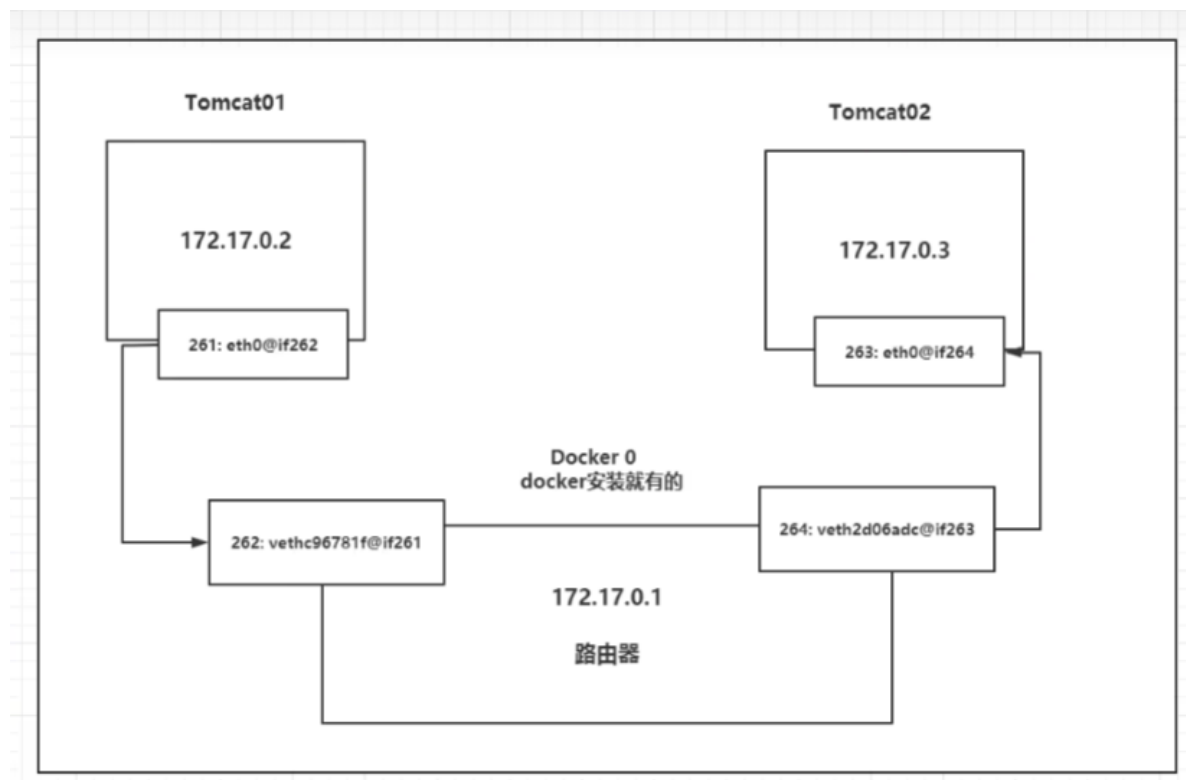 Tomcat01
Tomcat02
172.17.0.2
172.17.0.3
261: eth0@if262
263: eth0@if264
Docker 0
docker安装就有的
262: vethc96781f@if261
264: veth2d06adc@if263
172.17.0.1
路由器